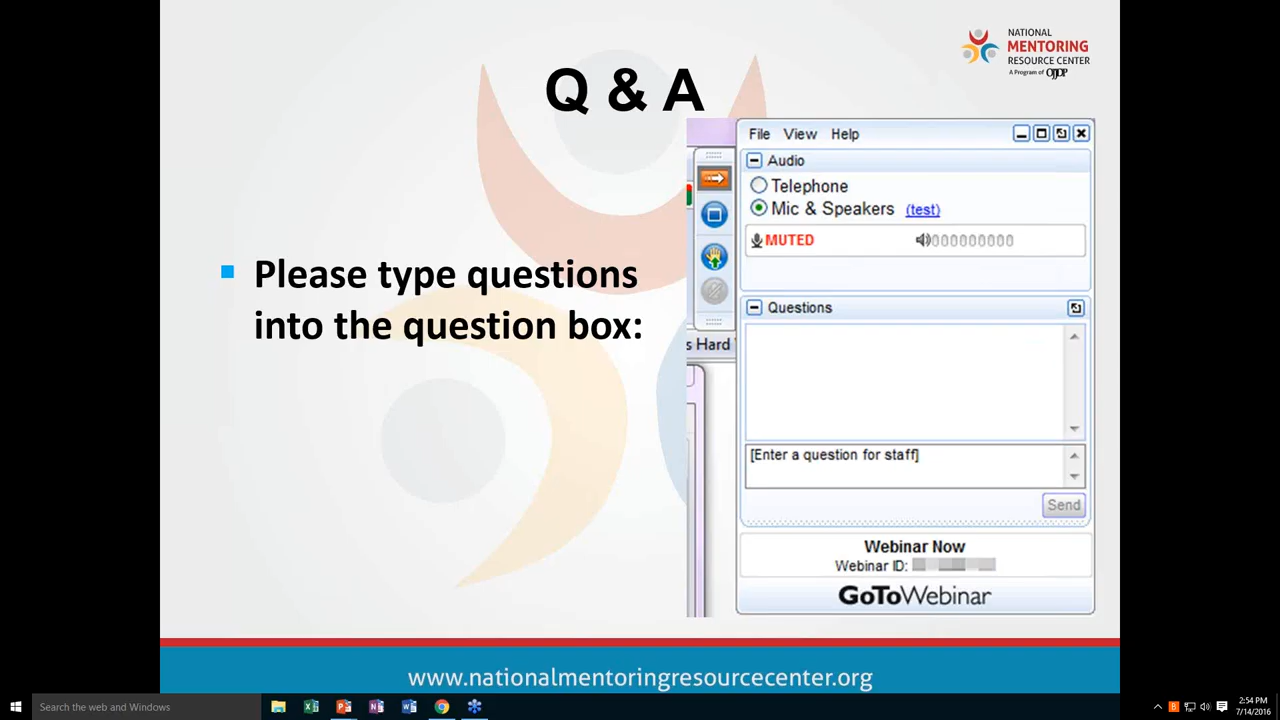 NATIONAL
MENTORING
RESOURCE CENTER
A Program of OJJDP
Q & A
Please type questions
into the question box:
File View Help
Audio
Telephone
Mic & Speakers (test)
MUTED
Questions
s Hard
[Enter a question for staff]
Send
Webinar Now
Webinar ID:
GoToWebinar
www.nationalmentoringresourcecenter.org
Search the web and Windows
2:54 PM
7/14/2016